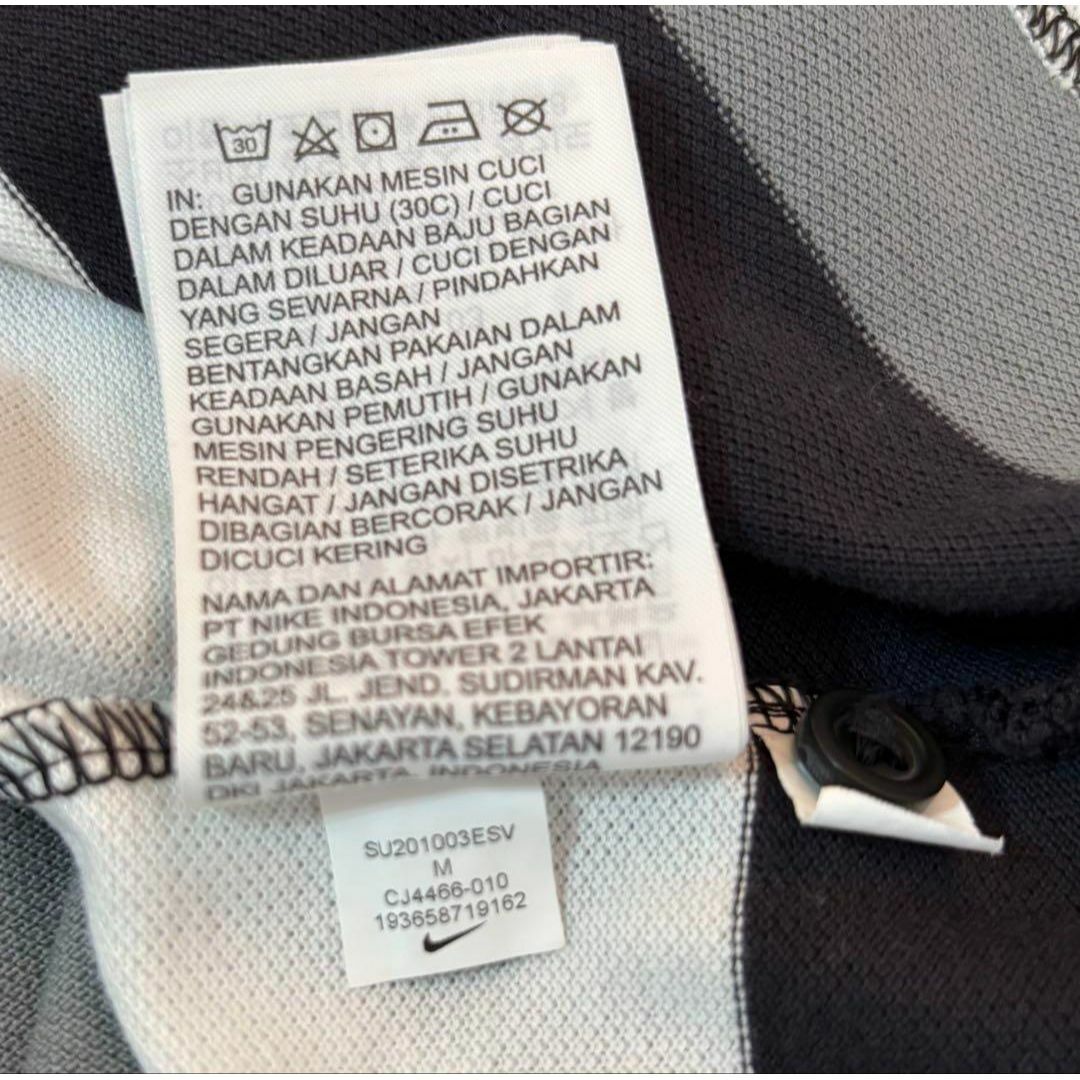 30
IN: GUNAKAN MESIN CUCI
DENGAN SUHU (30C) / CUCI
DALAM KEADAAN BAJU BAGIAN
DALAM DILUAR / CUCI DENGAN
YANG SEWARNA / PINDAHKAN
SEGERA / JANGAN
BENTANGKAN PAKAIAN DALAM
KEADAAN BASAH / JANGAN
GUNAKAN PEMUTIH / GUNAKAN
MESIN PENGERING SUHU
RENDAH / SETERIKA SUHU
HANGAT / JANGAN DISETRIKA
DIBAGIAN BERCORAK / JANGAN
DICUCI KERING
NAMA DAN ALAMAT IMPORTIR:
PT NIKE INDONESIA, JAKARTA
GEDUNG BURSA EFEK
INDONESIA TOWER 2 LANTAI
24&25 JL. JEND. SUDIRMAN KAV.
52-53, SENAYAN, KEBAYORAN
BARU, JAKARTA SELATAN 12190
DKI JAKARTA, INDONESIA
SU201003ESV
M
CJ4466-010
193658719162